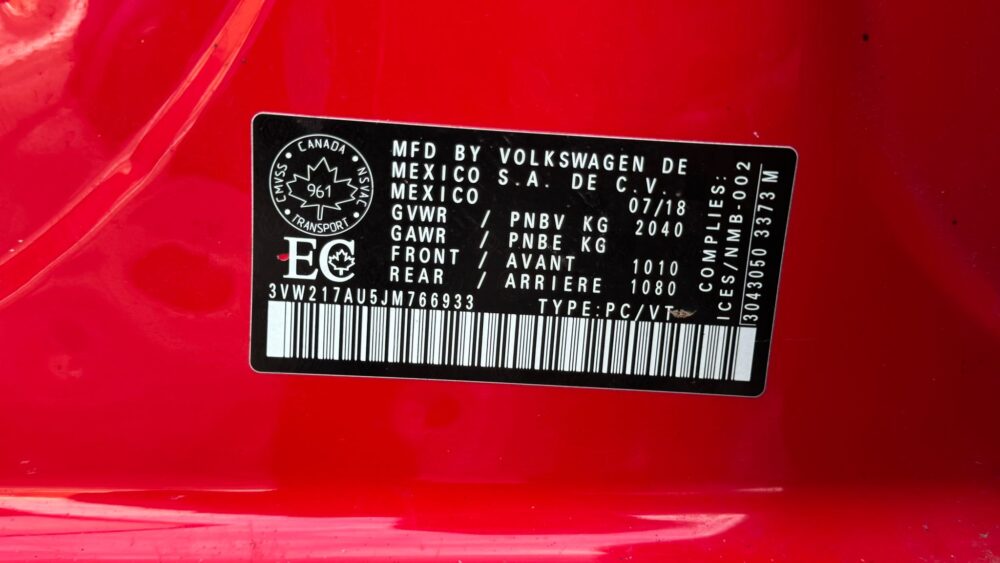 CANADA
CMVSS
NSVAC
961
TRANSPORT
EC
MFD BY VOLKSWAGEN DE
MEXICO S.A. DE C.V.
MEXICO 07/18
GVWR / PNBV KG 2040
GAWR / PNBE KG
FRONT / AVANT 1010
REAR / ARRIERE 1080
3VW217AU5JM766933 TYPE:PC/VT
COMPLIES:
ICES/NMB-002
3043050 3373 M